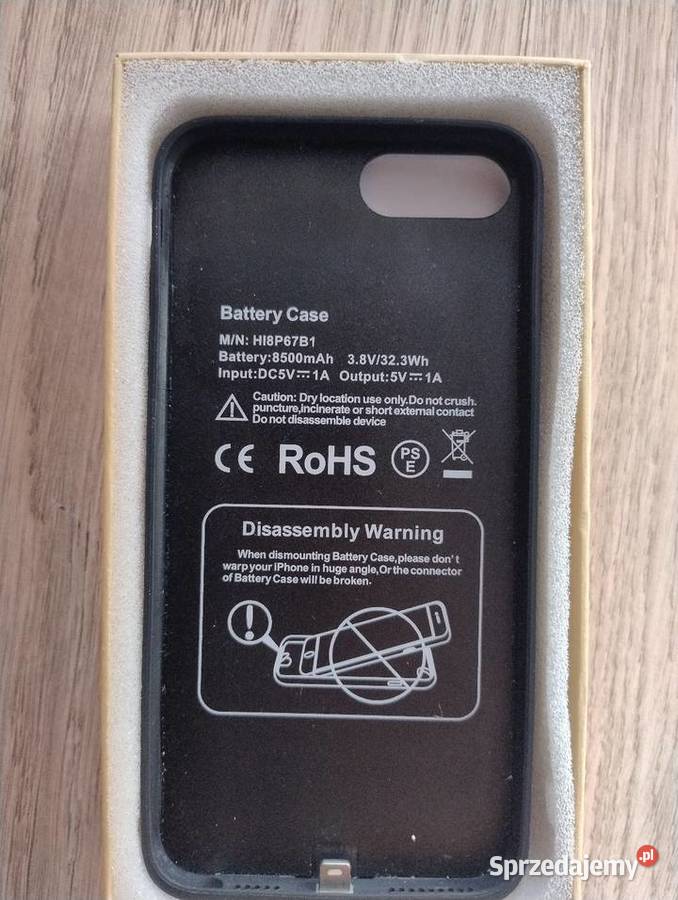 Battery Case
M/N: HI8P67B1
Battery:8500mAh 3.8V/32.3Wh
Input:DC5V⎓1A Output:5V⎓1A
Caution: Dry location use only.Do not crush.
puncture,incinerate or short external contact
Do not disassemble device
CE RoHS PS
E
Disassembly Warning
When dismounting Battery Case,please don't
warp your iPhone in huge angle,Or the connector
of Battery Case will be broken.
Sprzedajemy.pl